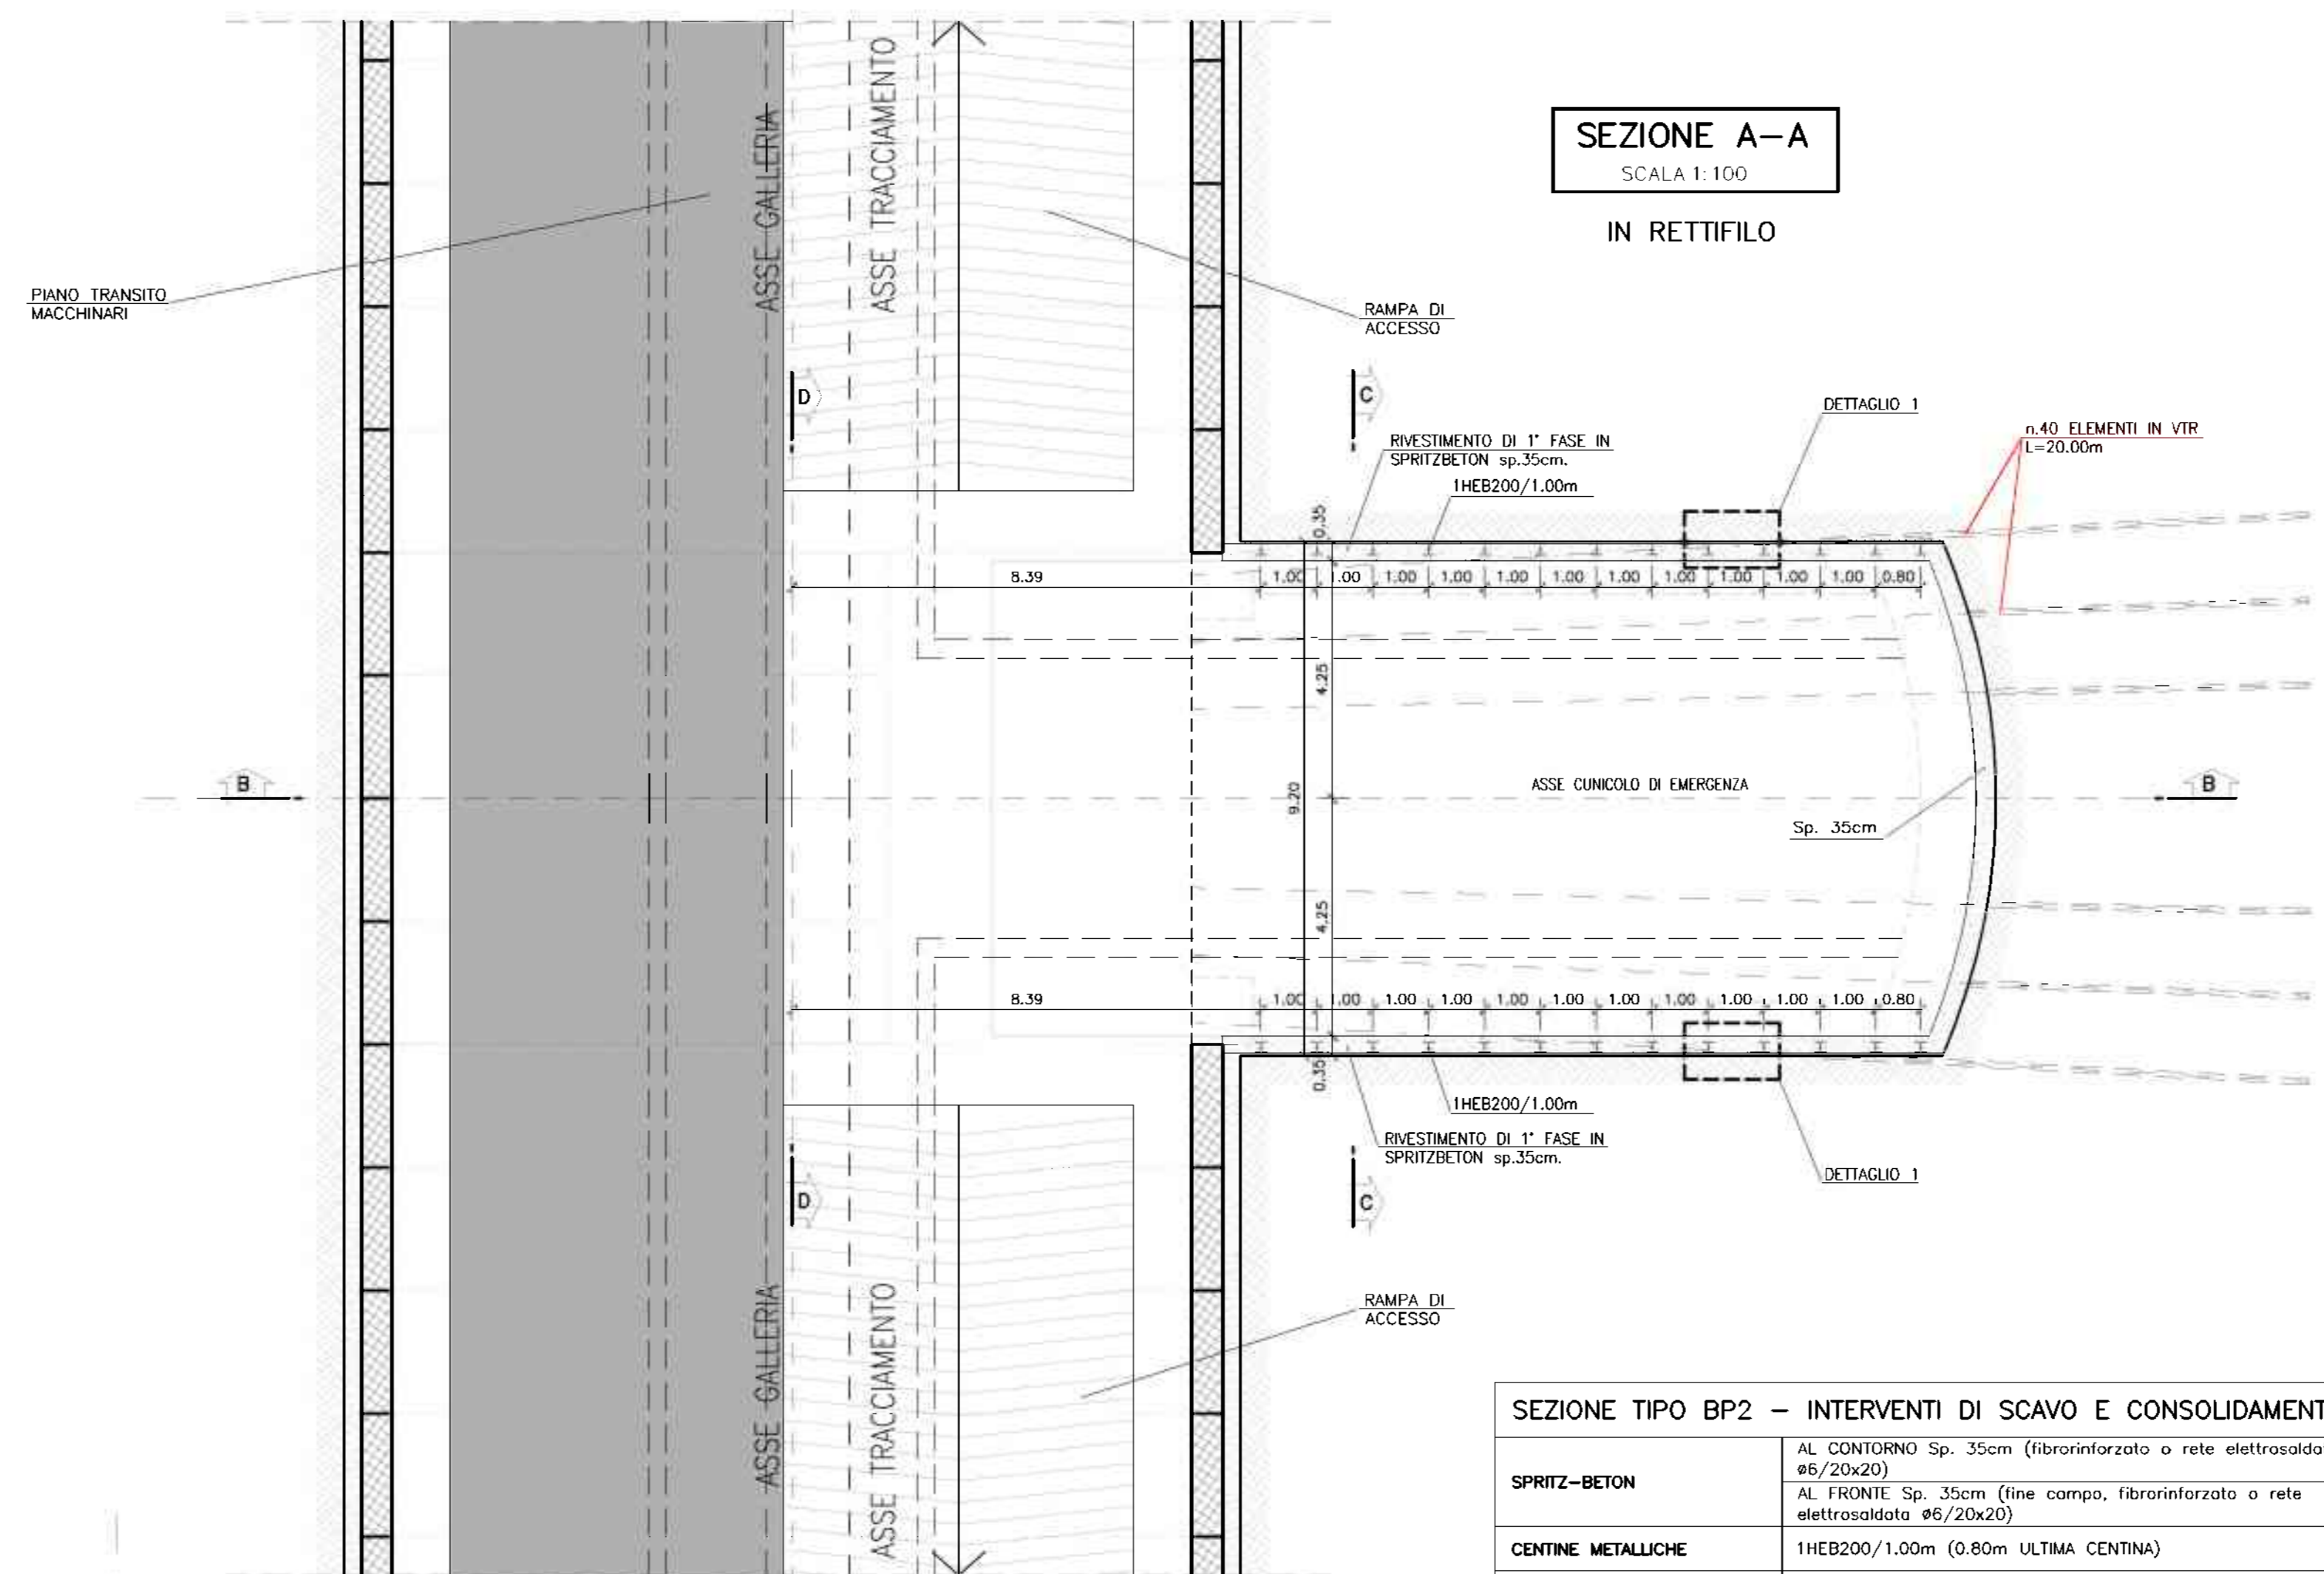 SEZIONE A-A
SCALA 1:100
IN RETTIFILO
ASSE GALLERIA
ASSE TRACCIAMENTO
PIANO TRANSITO
MACCHINARI
RAMPA DI
ACCESSO
D
C
DETTAGLIO 1
n.40 ELEMENTI IN VTR
L=20.00m
RIVESTIMENTO DI 1° FASE IN
SPRITZBETON sp.35cm.
1HEB200/1.00m
0.35
8.39
1.00 1.00 1.00 1.00 1.00 1.00 1.00 1.00 1.00 1.00 1.00 0.80
4.25
B
9.20
ASSE CUNICOLO DI EMERGENZA
B
Sp. 35cm
4.25
8.39
1.00 1.00 1.00 1.00 1.00 1.00 1.00 1.00 1.00 1.00 1.00 0.80
0.35
1HEB200/1.00m
RIVESTIMENTO DI 1° FASE IN
SPRITZBETON sp.35cm.
DETTAGLIO 1
D
C
RAMPA DI
ACCESSO
ASSE GALLERIA
ASSE TRACCIAMENTO
SEZIONE TIPO BP2 – INTERVENTI DI SCAVO E CONSOLIDAMENT
SPRITZ-BETON
AL CONTORNO Sp. 35cm (fibrorinforzato o rete elettrosalda
ø6/20x20)
AL FRONTE Sp. 35cm (fine campo, fibrorinforzato o rete
elettrosaldata ø6/20x20)
CENTINE METALLICHE
1HEB200/1.00m (0.80m ULTIMA CENTINA)